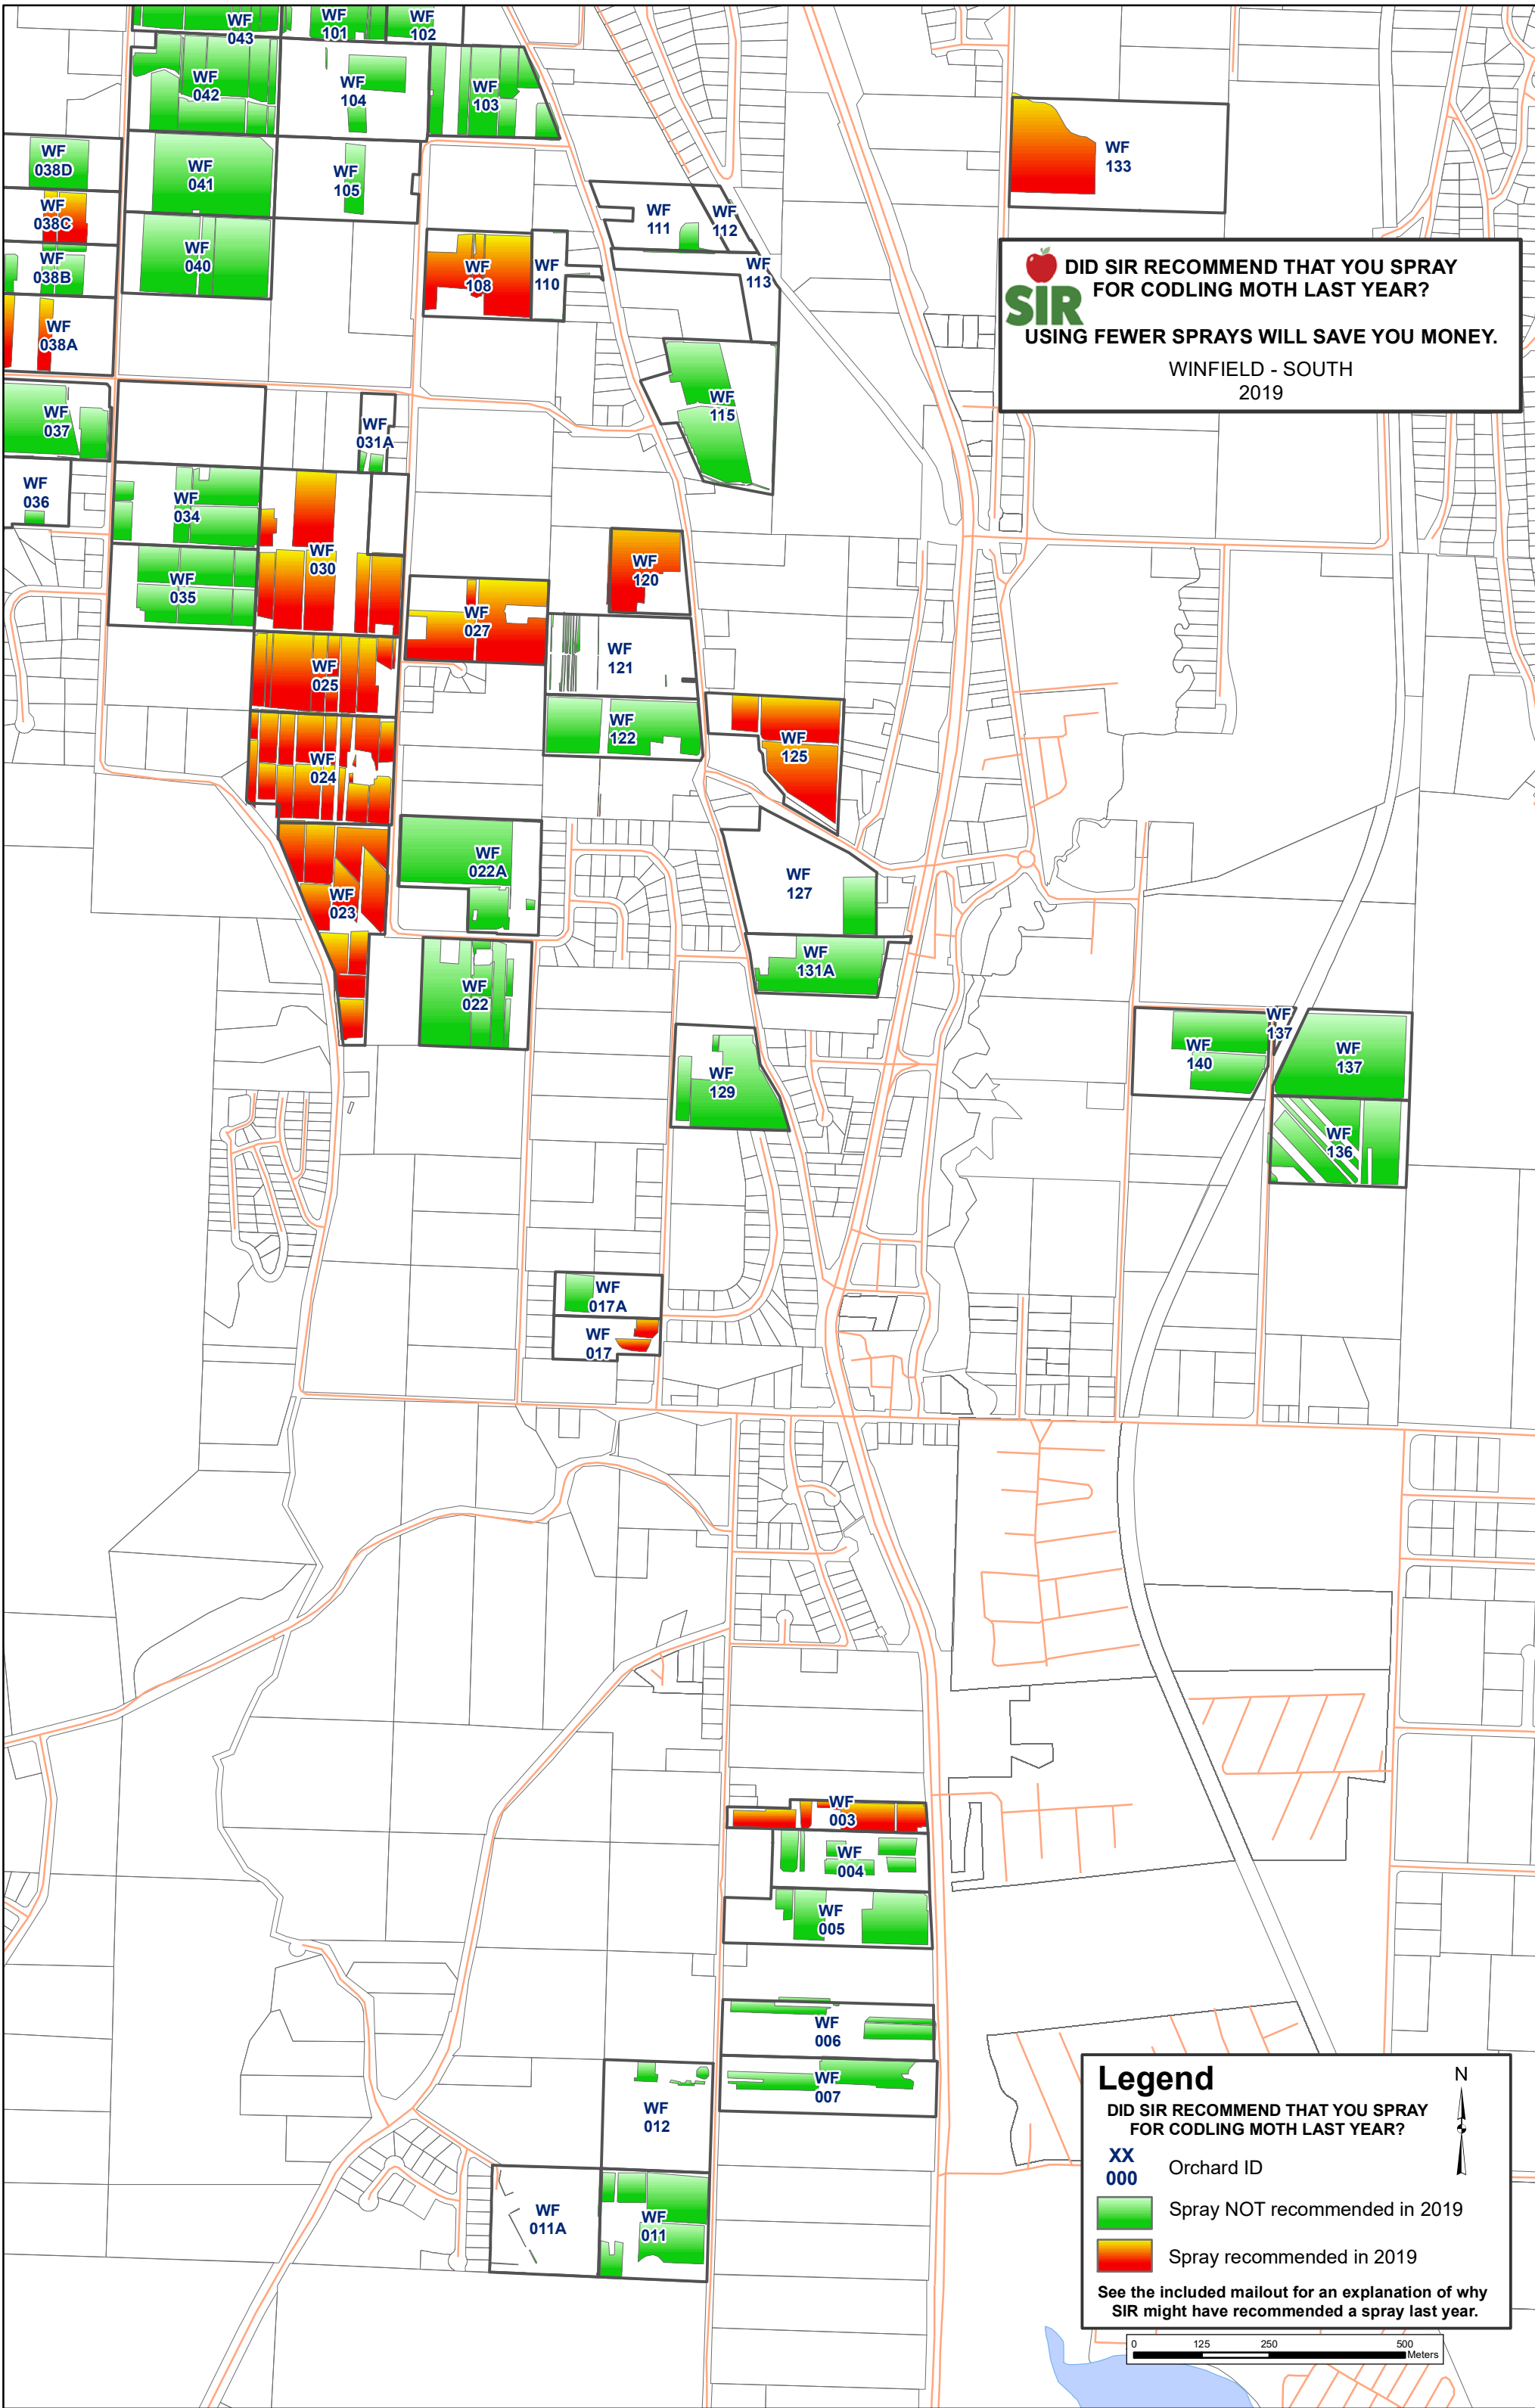 WF
043
WF
101
WF
102
WF
042
WF
104
WF
103
WF
133
WF
038D
WF
041
WF
105
WF
038C
WF
111
WF
112
WF
038B
WF
040
WF
108
WF
110
WF
113
SIR
DID SIR RECOMMEND THAT YOU SPRAY
FOR CODLING MOTH LAST YEAR?
USING FEWER SPRAYS WILL SAVE YOU MONEY.
WINFIELD - SOUTH
2019
WF
038A
WF
037
WF
031A
WF
115
WF
036
WF
034
WF
030
WF
120
WF
035
WF
027
WF
121
WF
025
WF
122
WF
125
WF
024
WF
022A
WF
127
WF
023
WF
131A
WF
022
WF
137
WF
140
WF
137
WF
129
WF
136
WF
017A
WF
017
WF
003
WF
004
WF
005
WF
006
WF
007
WF
012
WF
011A
WF
011
Legend
N
DID SIR RECOMMEND THAT YOU SPRAY
FOR CODLING MOTH LAST YEAR?
XX
000
Orchard ID
Spray NOT recommended in 2019
Spray recommended in 2019
See the included mailout for an explanation of why
SIR might have recommended a spray last year.
0 125 250 500
Meters